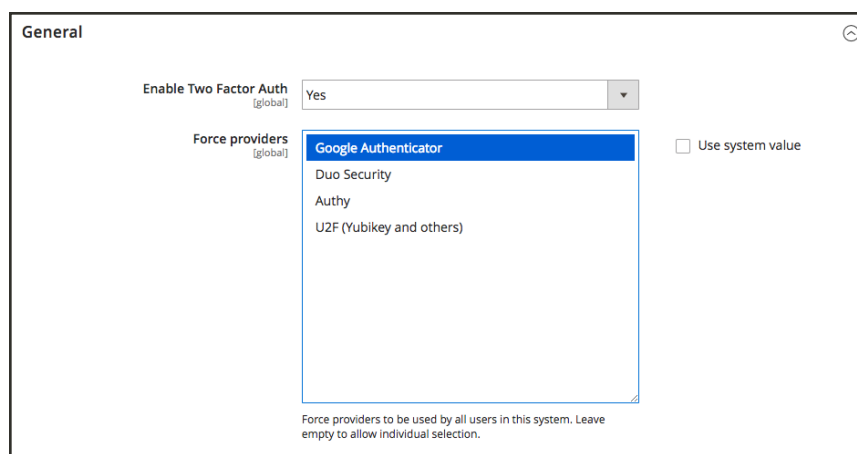 General
Enable Two Factor Auth
[global]
Yes
Force providers
[global]
Google Authenticator
Duo Security
Authy
U2F (Yubikey and others)
Use system value
Force providers to be used by all users in this system. Leave
empty to allow individual selection.